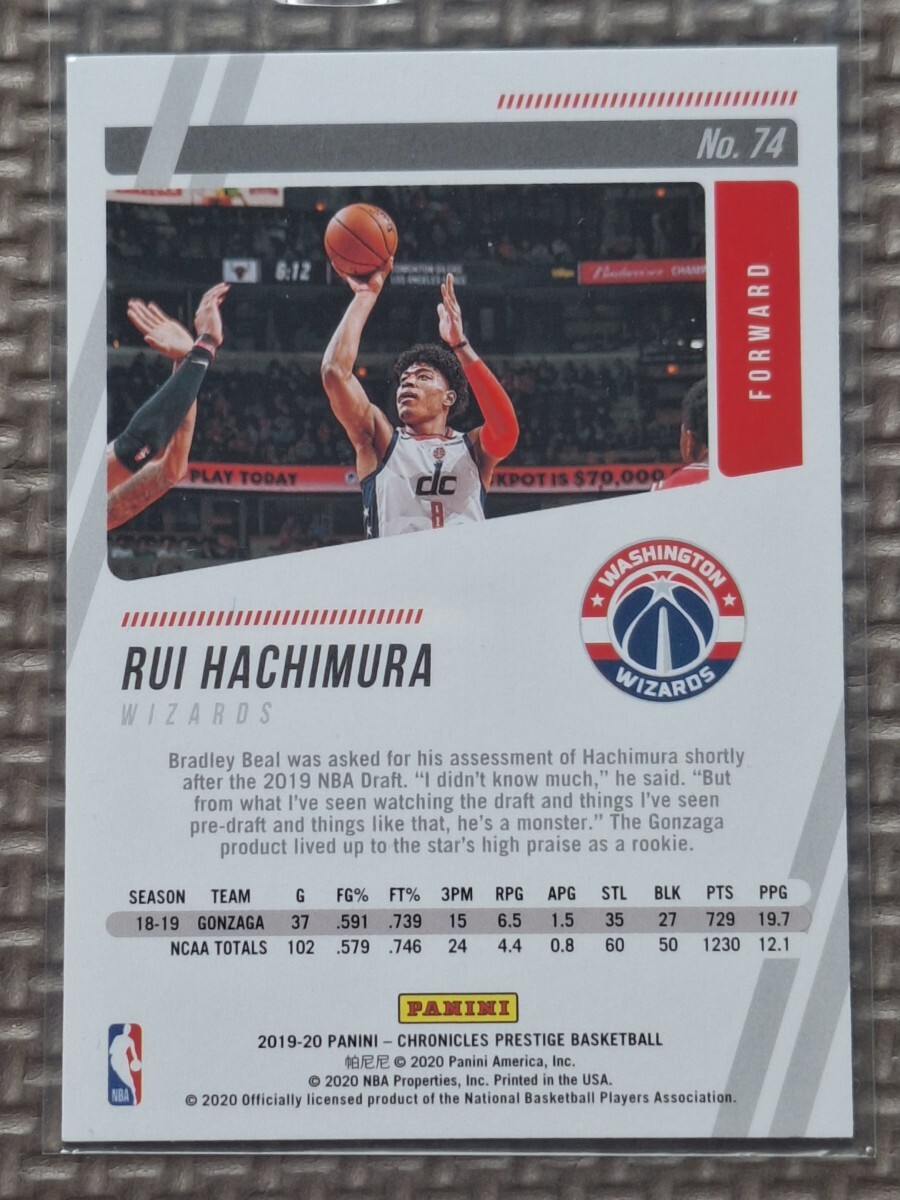 No. 74
6:12
Budweiser CHAMP
FORWARD
PLAY TODAY
KPOT IS $70,000
dc
8
WASHINGTON
WIZARDS
RUI HACHIMURA
WIZARDS
Bradley Beal was asked for his assessment of Hachimura shortly
after the 2019 NBA Draft. “I didn’t know much,” he said. “But
from what I’ve seen watching the draft and things I’ve seen
pre-draft and things like that, he’s a monster.” The Gonzaga
product lived up to the star’s high praise as a rookie.
SEASON TEAM G FG% FT% 3PM RPG APG STL BLK PTS PPG
18-19 GONZAGA 37 .591 .739 15 6.5 1.5 35 27 729 19.7
NCAA TOTALS 102 .579 .746 24 4.4 0.8 60 50 1230 12.1
PANINI
2019-20 PANINI – CHRONICLES PRESTIGE BASKETBALL
帕尼尼 © 2020 Panini America, Inc.
© 2020 NBA Properties, Inc. Printed in the USA.
© 2020 Officially licensed product of the National Basketball Players Association.
NBA